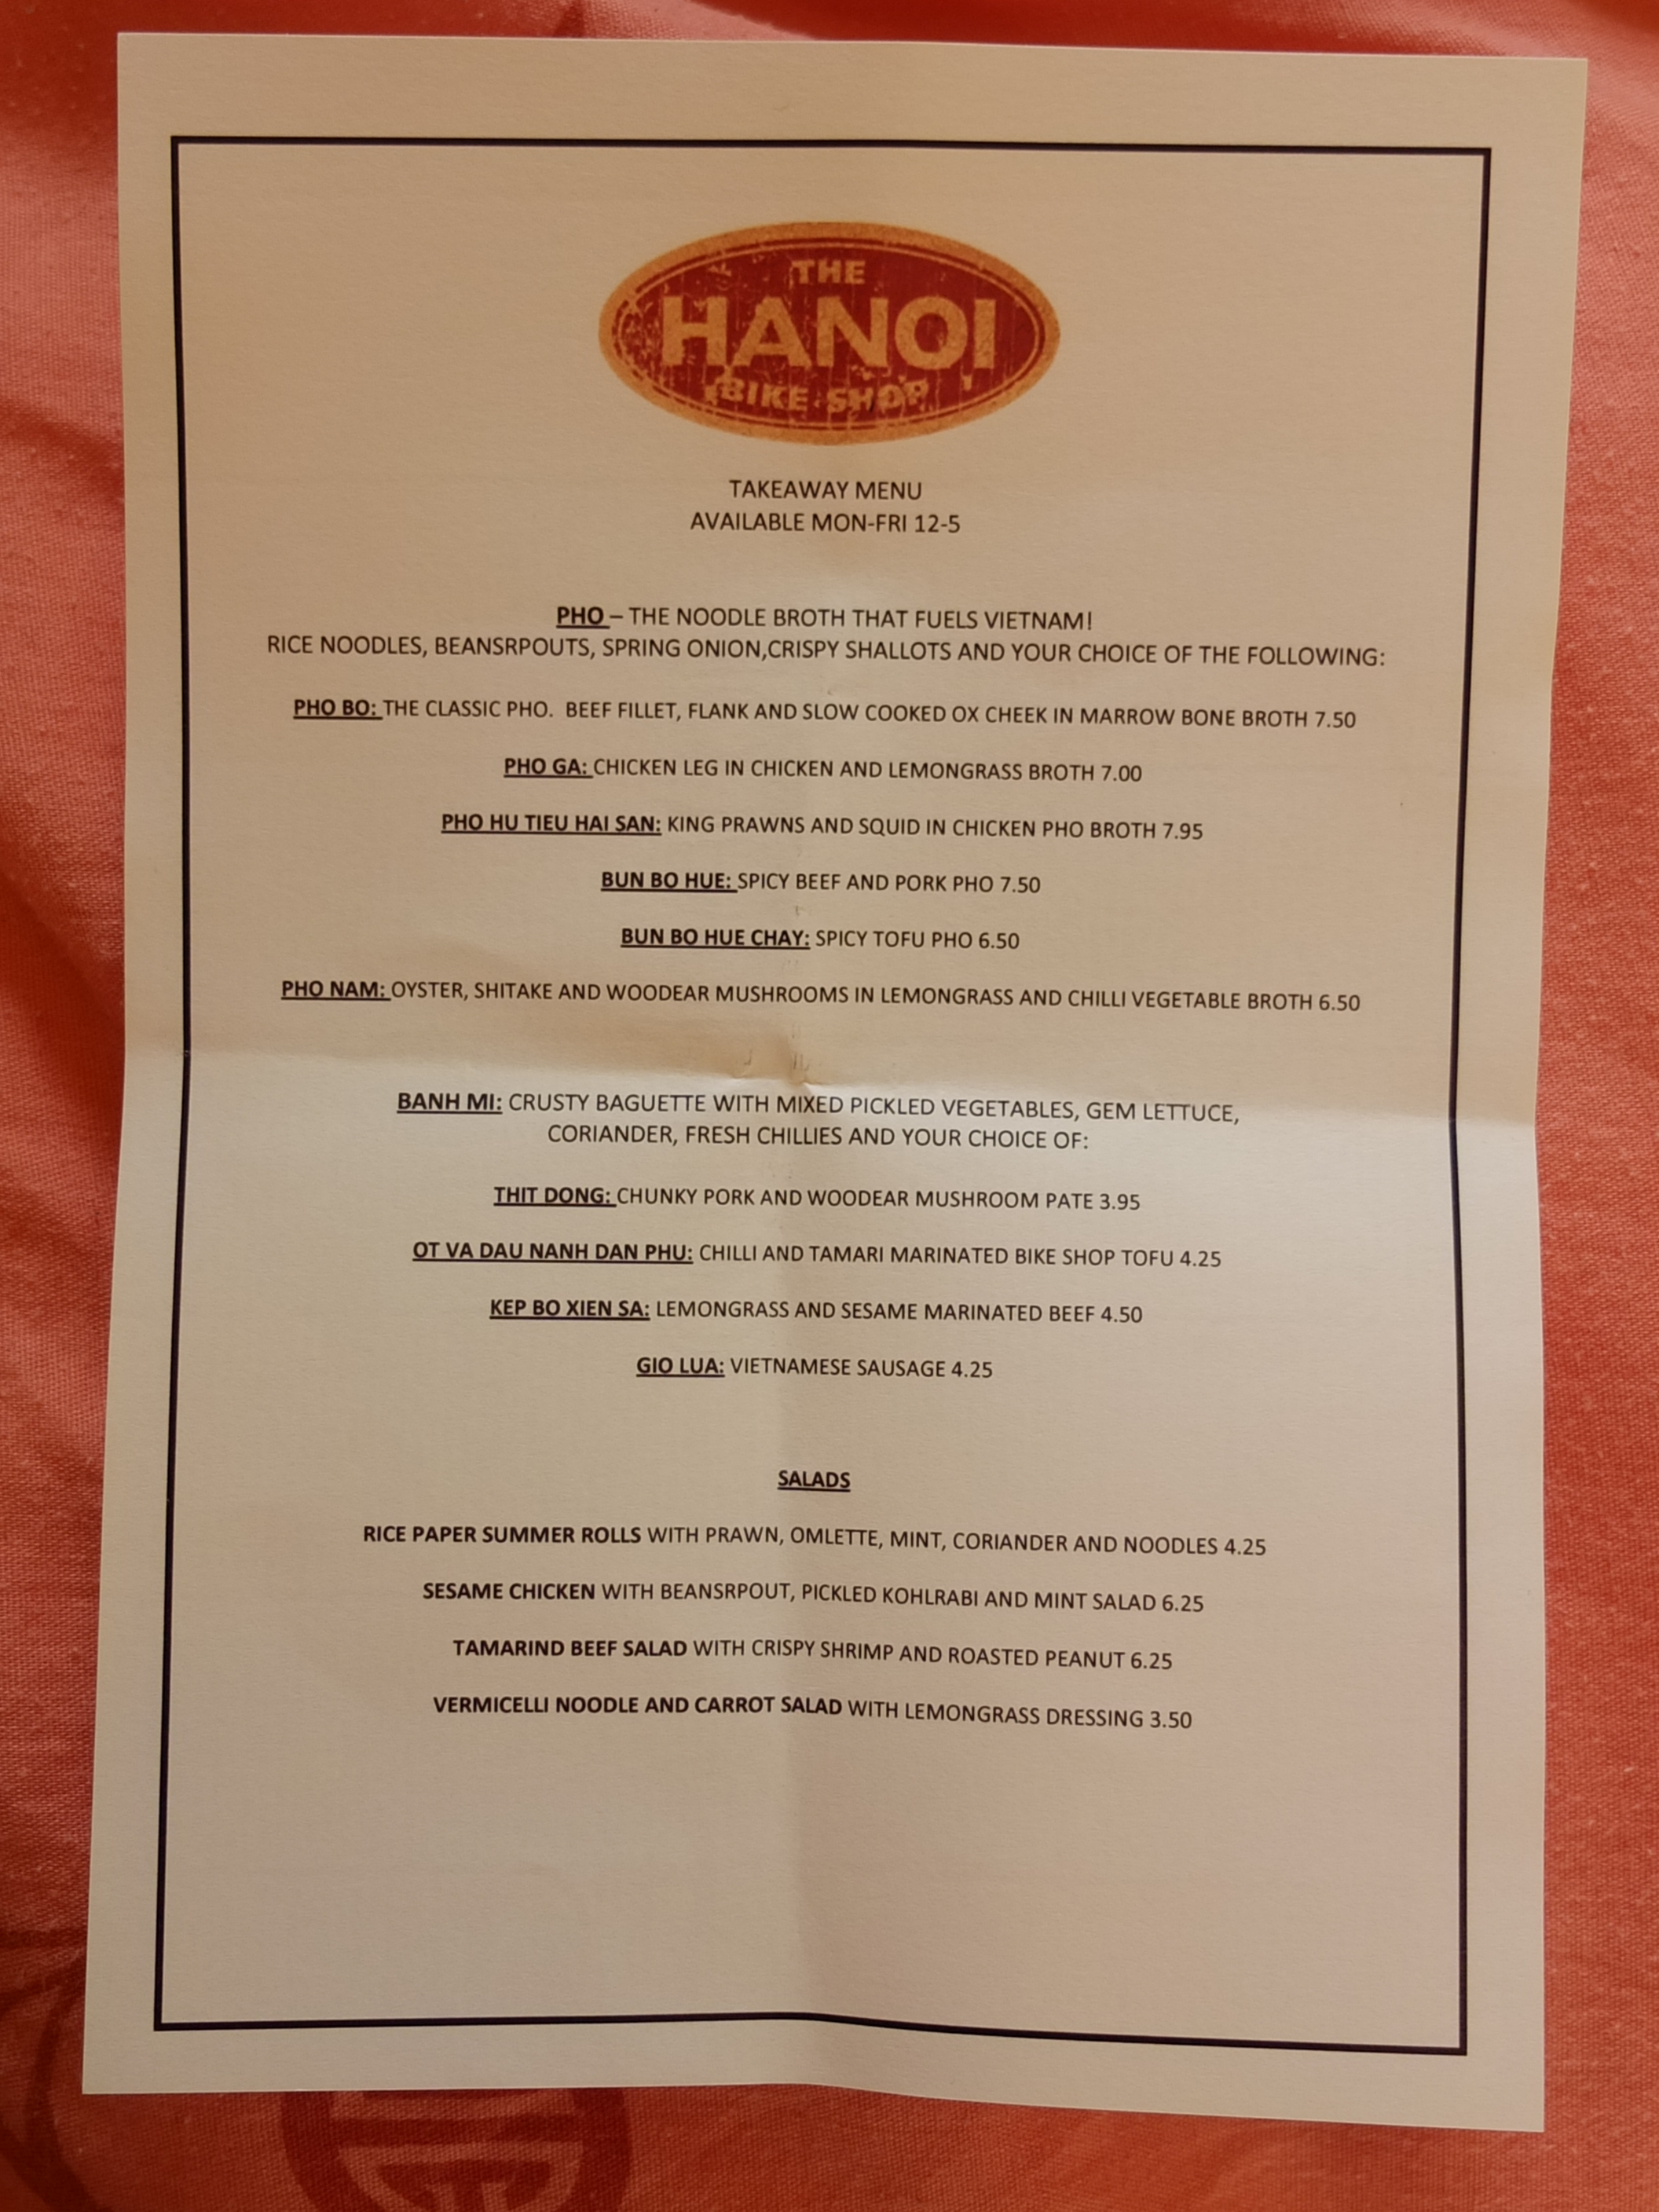 THE
HANOI
BIKE SHOP
TAKEAWAY MENU
AVAILABLE MON-FRI 12-5
PHO – THE NOODLE BROTH THAT FUELS VIETNAM!
RICE NOODLES, BEANSRPOUTS, SPRING ONION,CRISPY SHALLOTS AND YOUR CHOICE OF THE FOLLOWING:
PHO BO: THE CLASSIC PHO.  BEEF FILLET, FLANK AND SLOW COOKED OX CHEEK IN MARROW BONE BROTH 7.50
PHO GA: CHICKEN LEG IN CHICKEN AND LEMONGRASS BROTH 7.00
PHO HU TIEU HAI SAN: KING PRAWNS AND SQUID IN CHICKEN PHO BROTH 7.95
BUN BO HUE: SPICY BEEF AND PORK PHO 7.50
BUN BO HUE CHAY: SPICY TOFU PHO 6.50
PHO NAM: OYSTER, SHITAKE AND WOODEAR MUSHROOMS IN LEMONGRASS AND CHILLI VEGETABLE BROTH 6.50
BANH MI: CRUSTY BAGUETTE WITH MIXED PICKLED VEGETABLES, GEM LETTUCE,
CORIANDER, FRESH CHILLIES AND YOUR CHOICE OF:
THIT DONG: CHUNKY PORK AND WOODEAR MUSHROOM PATE 3.95
OT VA DAU NANH DAN PHU: CHILLI AND TAMARI MARINATED BIKE SHOP TOFU 4.25
KEP BO XIEN SA: LEMONGRASS AND SESAME MARINATED BEEF 4.50
GIO LUA: VIETNAMESE SAUSAGE 4.25
SALADS
RICE PAPER SUMMER ROLLS WITH PRAWN, OMLETTE, MINT, CORIANDER AND NOODLES 4.25
SESAME CHICKEN WITH BEANSRPOUT, PICKLED KOHLRABI AND MINT SALAD 6.25
TAMARIND BEEF SALAD WITH CRISPY SHRIMP AND ROASTED PEANUT 6.25
VERMICELLI NOODLE AND CARROT SALAD WITH LEMONGRASS DRESSING 3.50